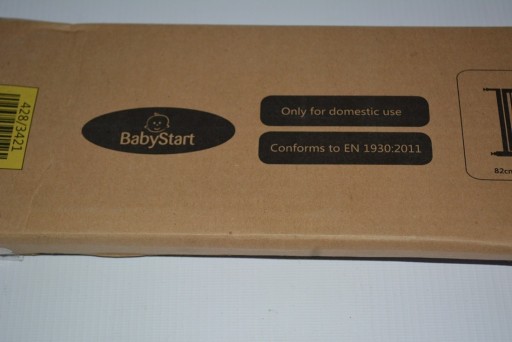 428/3421
BabyStart
Only for domestic use
Conforms to EN 1930:2011
82cm